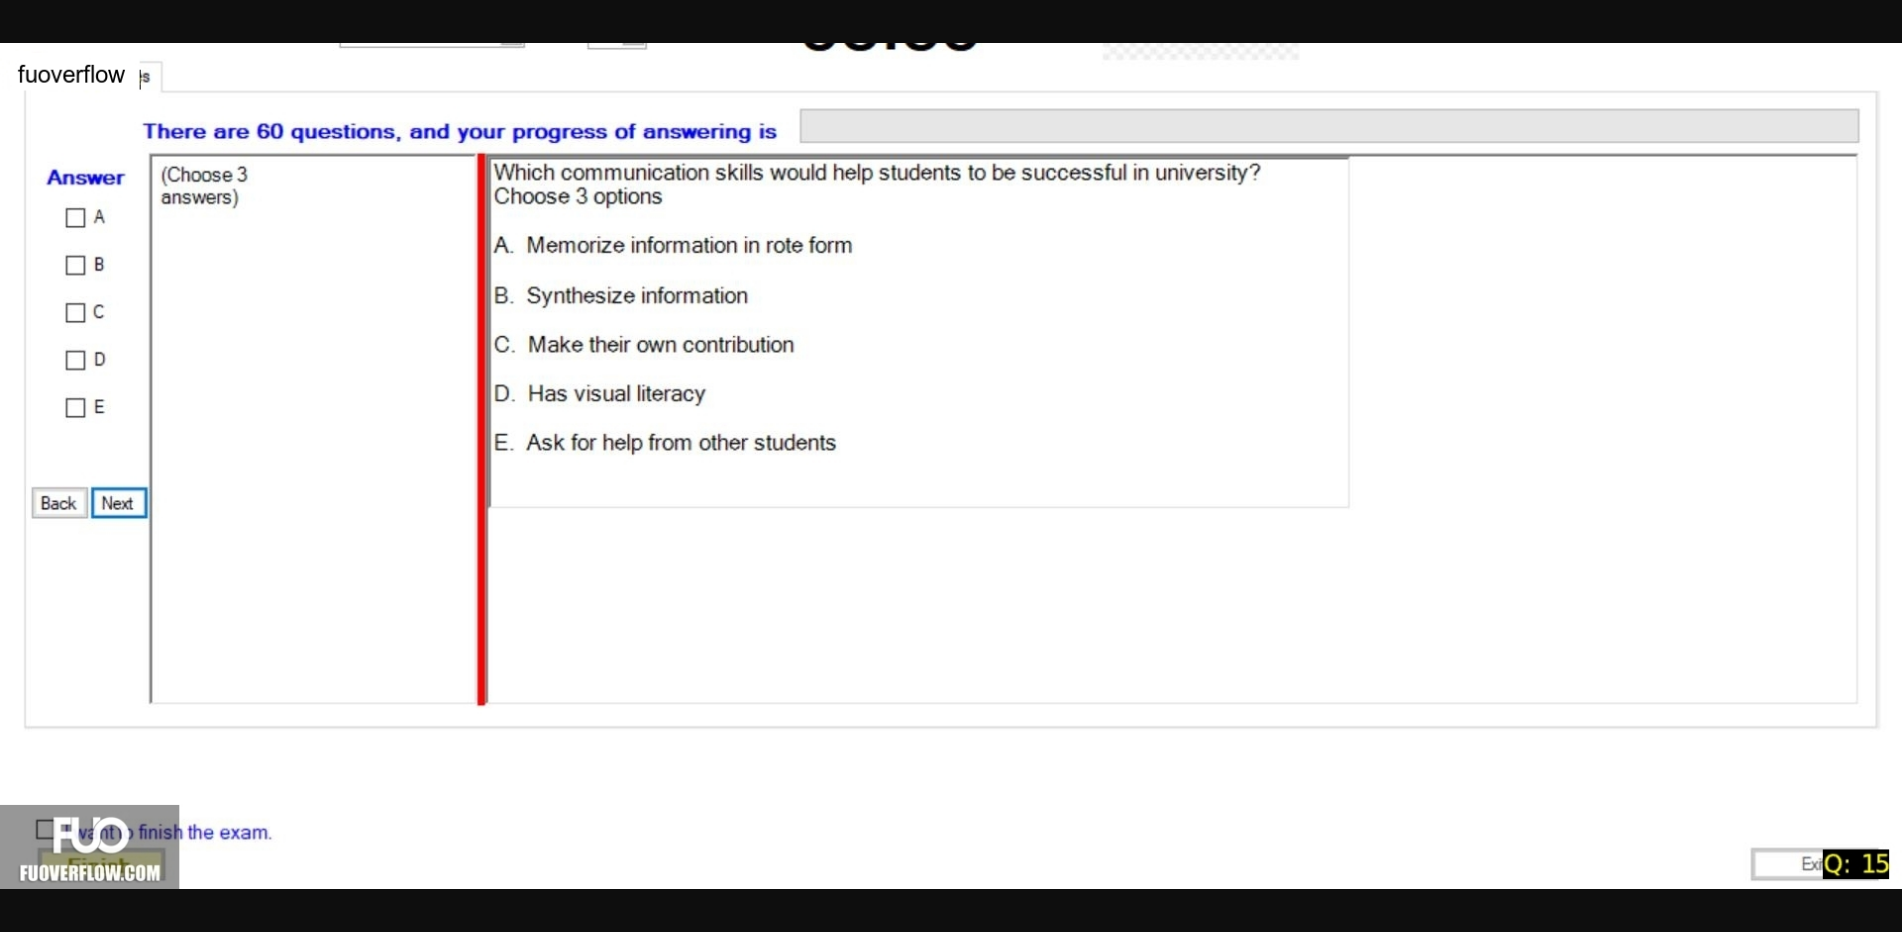 fuoverflow
There are 60 questions, and your progress of answering is
Answer
(Choose 3
answers)
A
B
C
D
E
Back
Next
Which communication skills would help students to be successful in university?
Choose 3 options
A. Memorize information in rote form
B. Synthesize information
C. Make their own contribution
D. Has visual literacy
E. Ask for help from other students
I want to finish the exam.
FUO
FUOVERFLOW.COM
Q: 15